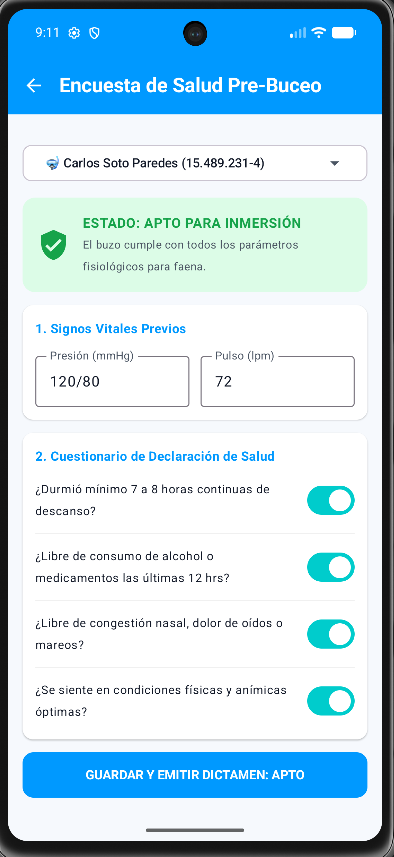 9:11
Encuesta de Salud Pre-Buceo
Carlos Soto Paredes (15.489.231-4)
ESTADO: APTO PARA INMERSIÓN
El buzo cumple con todos los parámetros
fisiológicos para faena.
1. Signos Vitales Previos
Presión (mmHg)
120/80
Pulso (lpm)
72
2. Cuestionario de Declaración de Salud
¿Durmió mínimo 7 a 8 horas continuas de
descanso?
¿Libre de consumo de alcohol o
medicamentos las últimas 12 hrs?
¿Libre de congestión nasal, dolor de oídos o
mareos?
¿Se siente en condiciones físicas y anímicas
óptimas?
GUARDAR Y EMITIR DICTAMEN: APTO